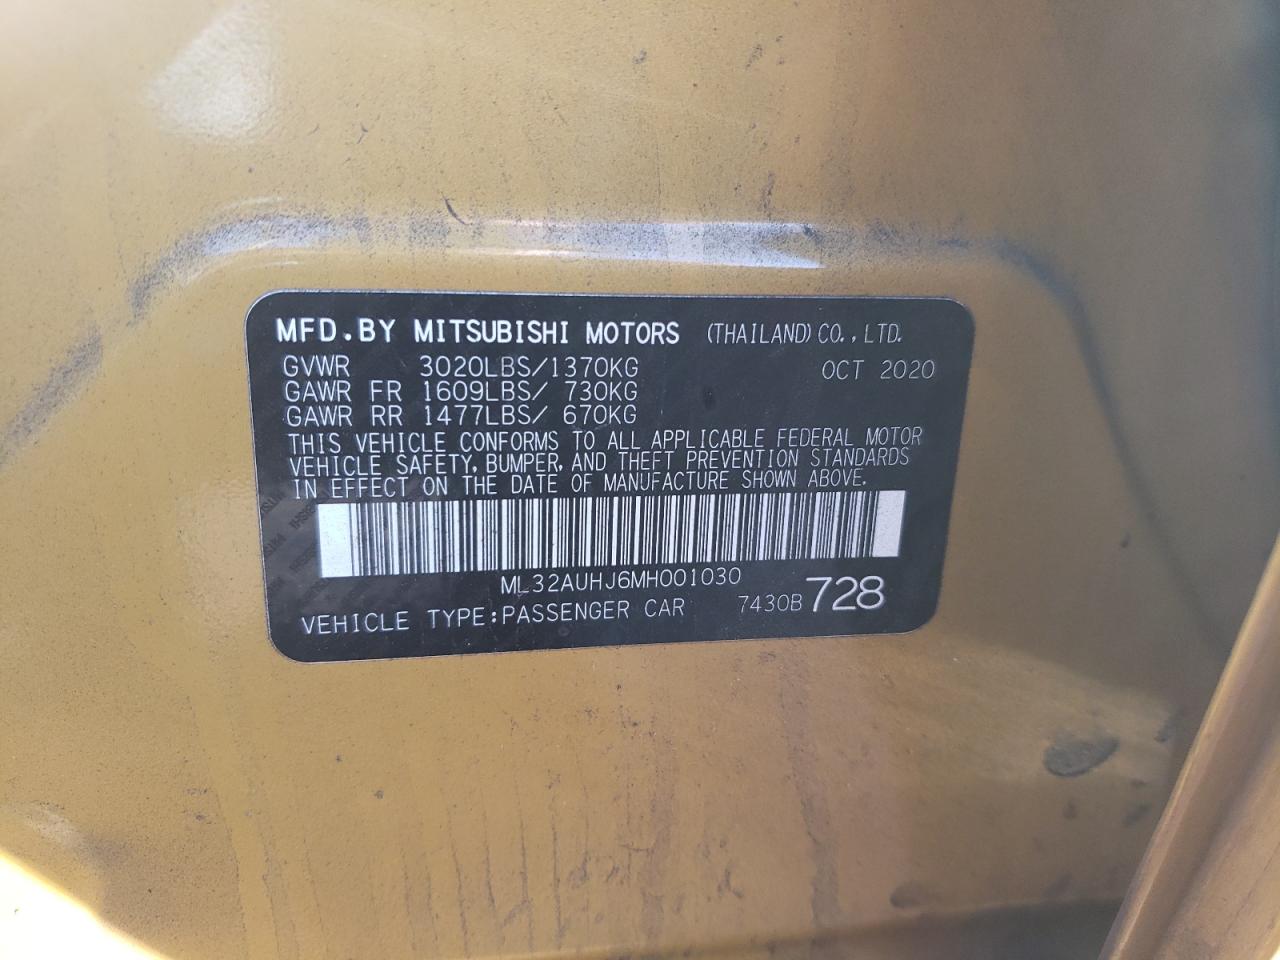 MFD.BY MITSUBISHI MOTORS (THAILAND) CO., LTD.
GVWR 3020LBS/1370KG OCT 2020
GAWR FR 1609LBS/ 730KG
GAWR RR 1477LBS/ 670KG
THIS VEHICLE CONFORMS TO ALL APPLICABLE FEDERAL MOTOR
VEHICLE SAFETY, BUMPER, AND THEFT PREVENTION STANDARDS
IN EFFECT ON THE DATE OF MANUFACTURE SHOWN ABOVE.
ML32AUHJ6MH001030
VEHICLE TYPE:PASSENGER CAR 7430B 728